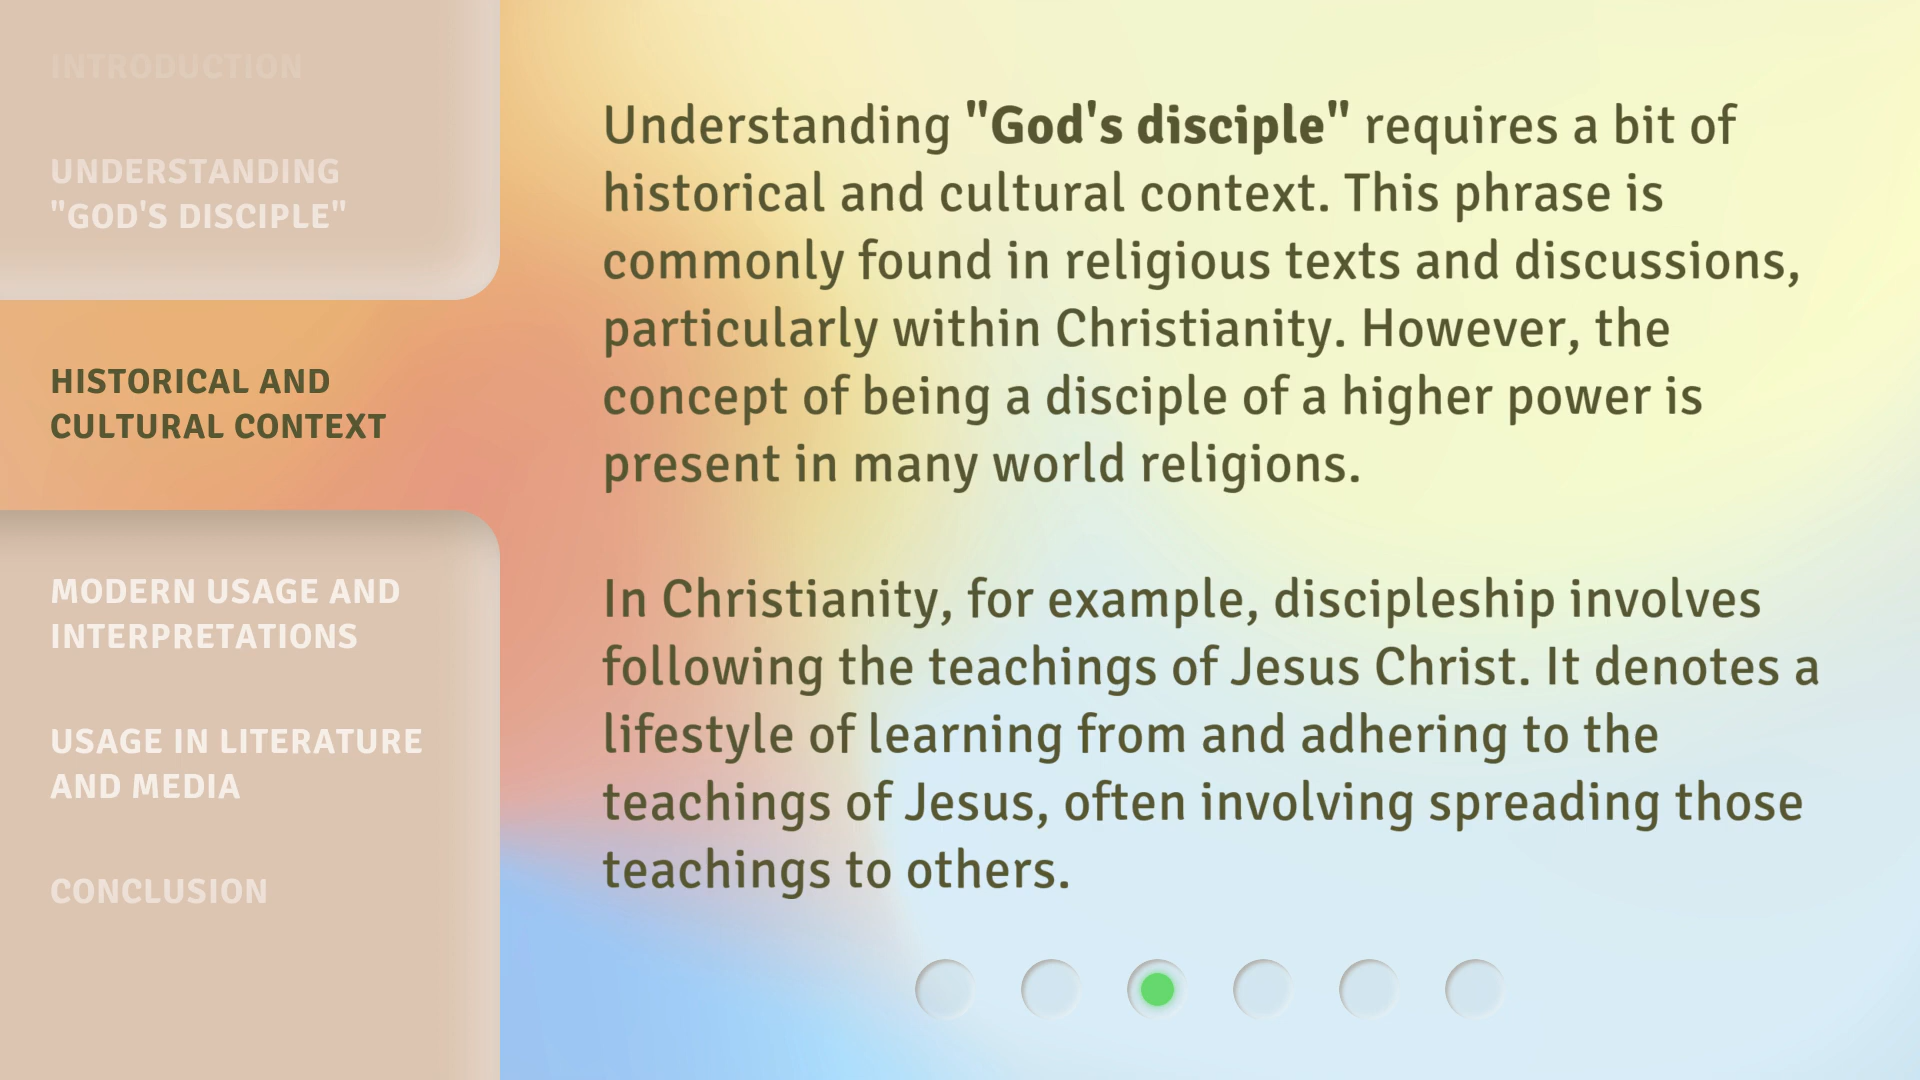 INTRODUCTION
UNDERSTANDING
"GOD'S DISCIPLE"
HISTORICAL AND
CULTURAL CONTEXT
MODERN USAGE AND
INTERPRETATIONS
USAGE IN LITERATURE
AND MEDIA
CONCLUSION
Understanding "God's disciple" requires a bit of
historical and cultural context. This phrase is
commonly found in religious texts and discussions,
particularly within Christianity. However, the
concept of being a disciple of a higher power is
present in many world religions.
In Christianity, for example, discipleship involves
following the teachings of Jesus Christ. It denotes a
lifestyle of learning from and adhering to the
teachings of Jesus, often involving spreading those
teachings to others.